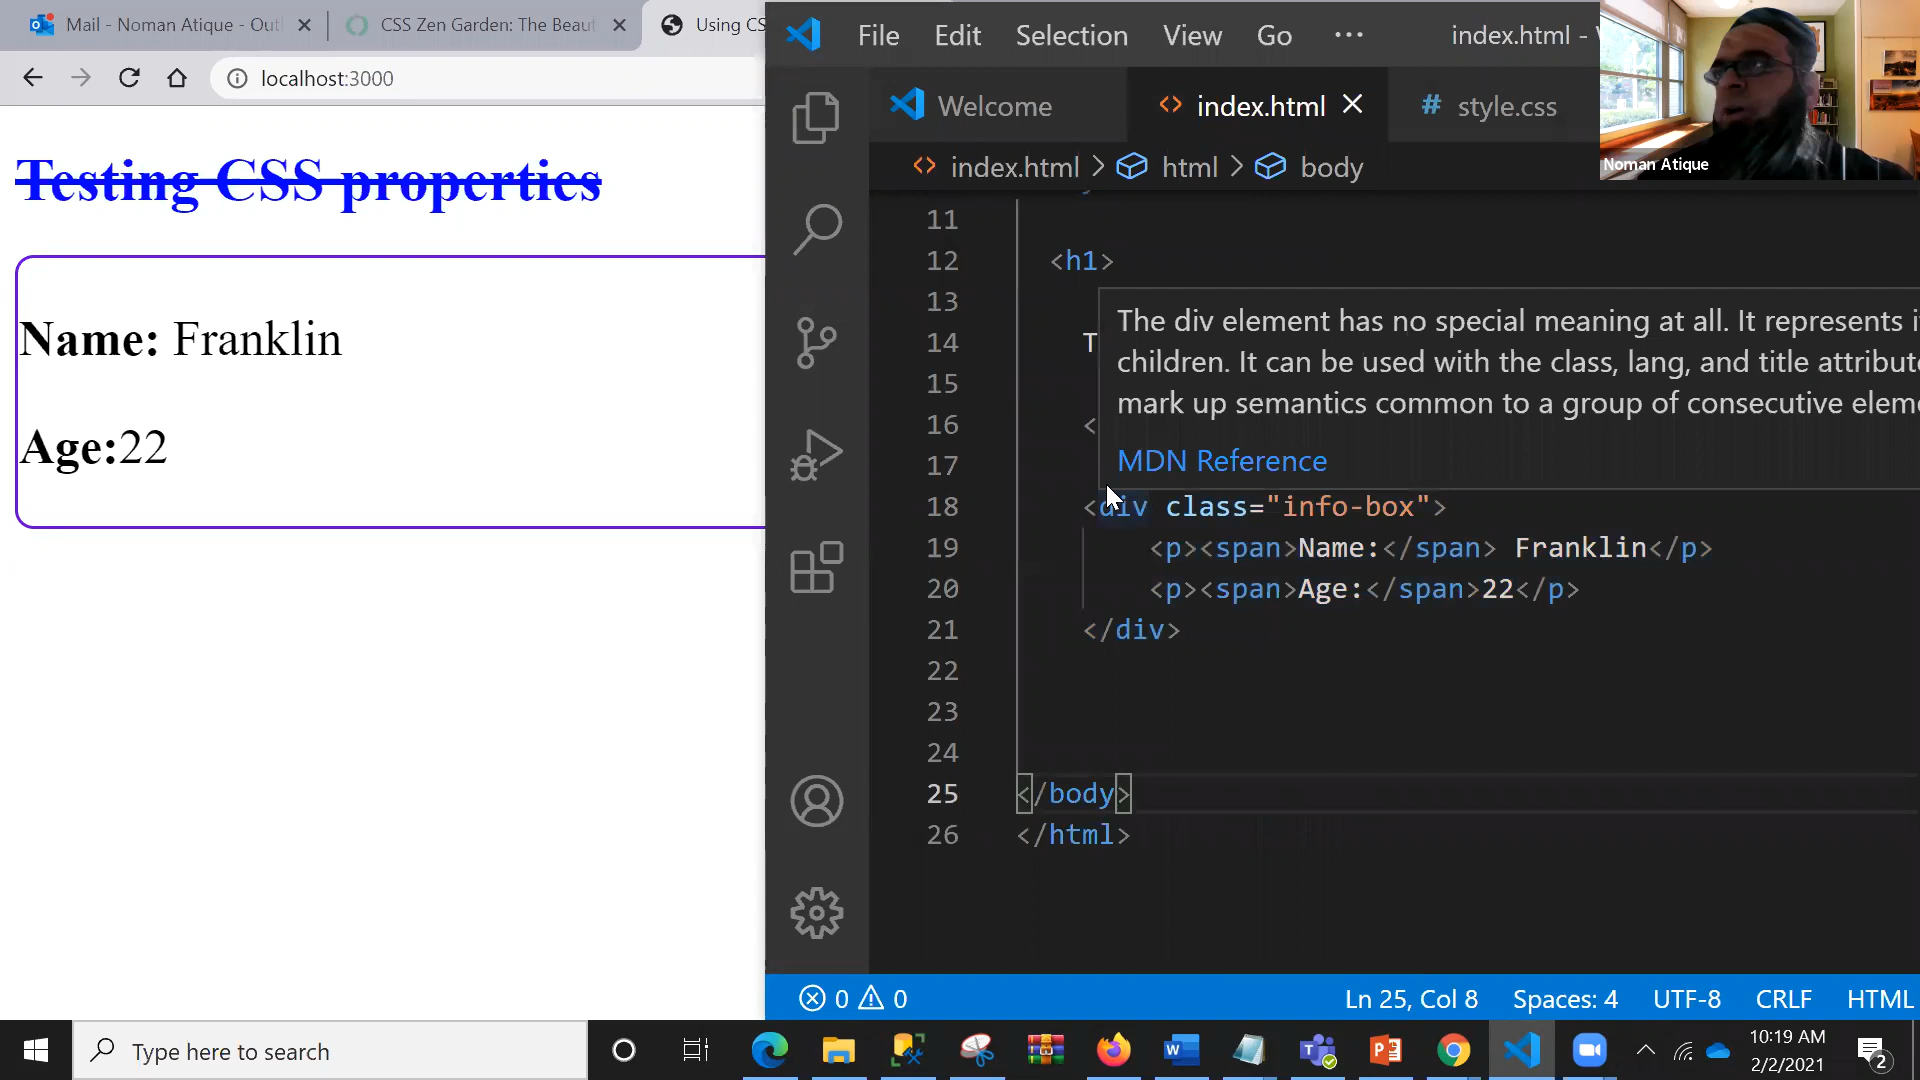 Mail - Noman Atique - Out
CSS Zen Garden: The Beau
Using CS
localhost:3000
Testing CSS properties
Name: Franklin
Age:22
File Edit Selection View Go ···
index.html -
Welcome
index.html
# style.css
index.html > html > body
11
12 <h1>
13
14 T
15
16 <
17
The div element has no special meaning at all. It represents i
children. It can be used with the class, lang, and title attribut
mark up semantics common to a group of consecutive elem
MDN Reference
18 <div class="info-box">
19 <p><span>Name:</span> Franklin</p>
20 <p><span>Age:</span>22</p>
21 </div>
22
23
24
25 </body>
26 </html>
Noman Atique
0 0
Ln 25, Col 8 Spaces: 4 UTF-8 CRLF HTML
Type here to search
10:19 AM
2/2/2021
2